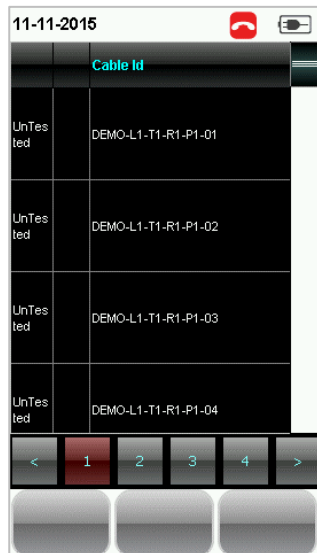 11-11-2015
Cable Id
UnTes
ted
DEMO-L1-T1-R1-P1-01
UnTes
ted
DEMO-L1-T1-R1-P1-02
UnTes
ted
DEMO-L1-T1-R1-P1-03
UnTes
ted
DEMO-L1-T1-R1-P1-04
< 1 2 3 4 >